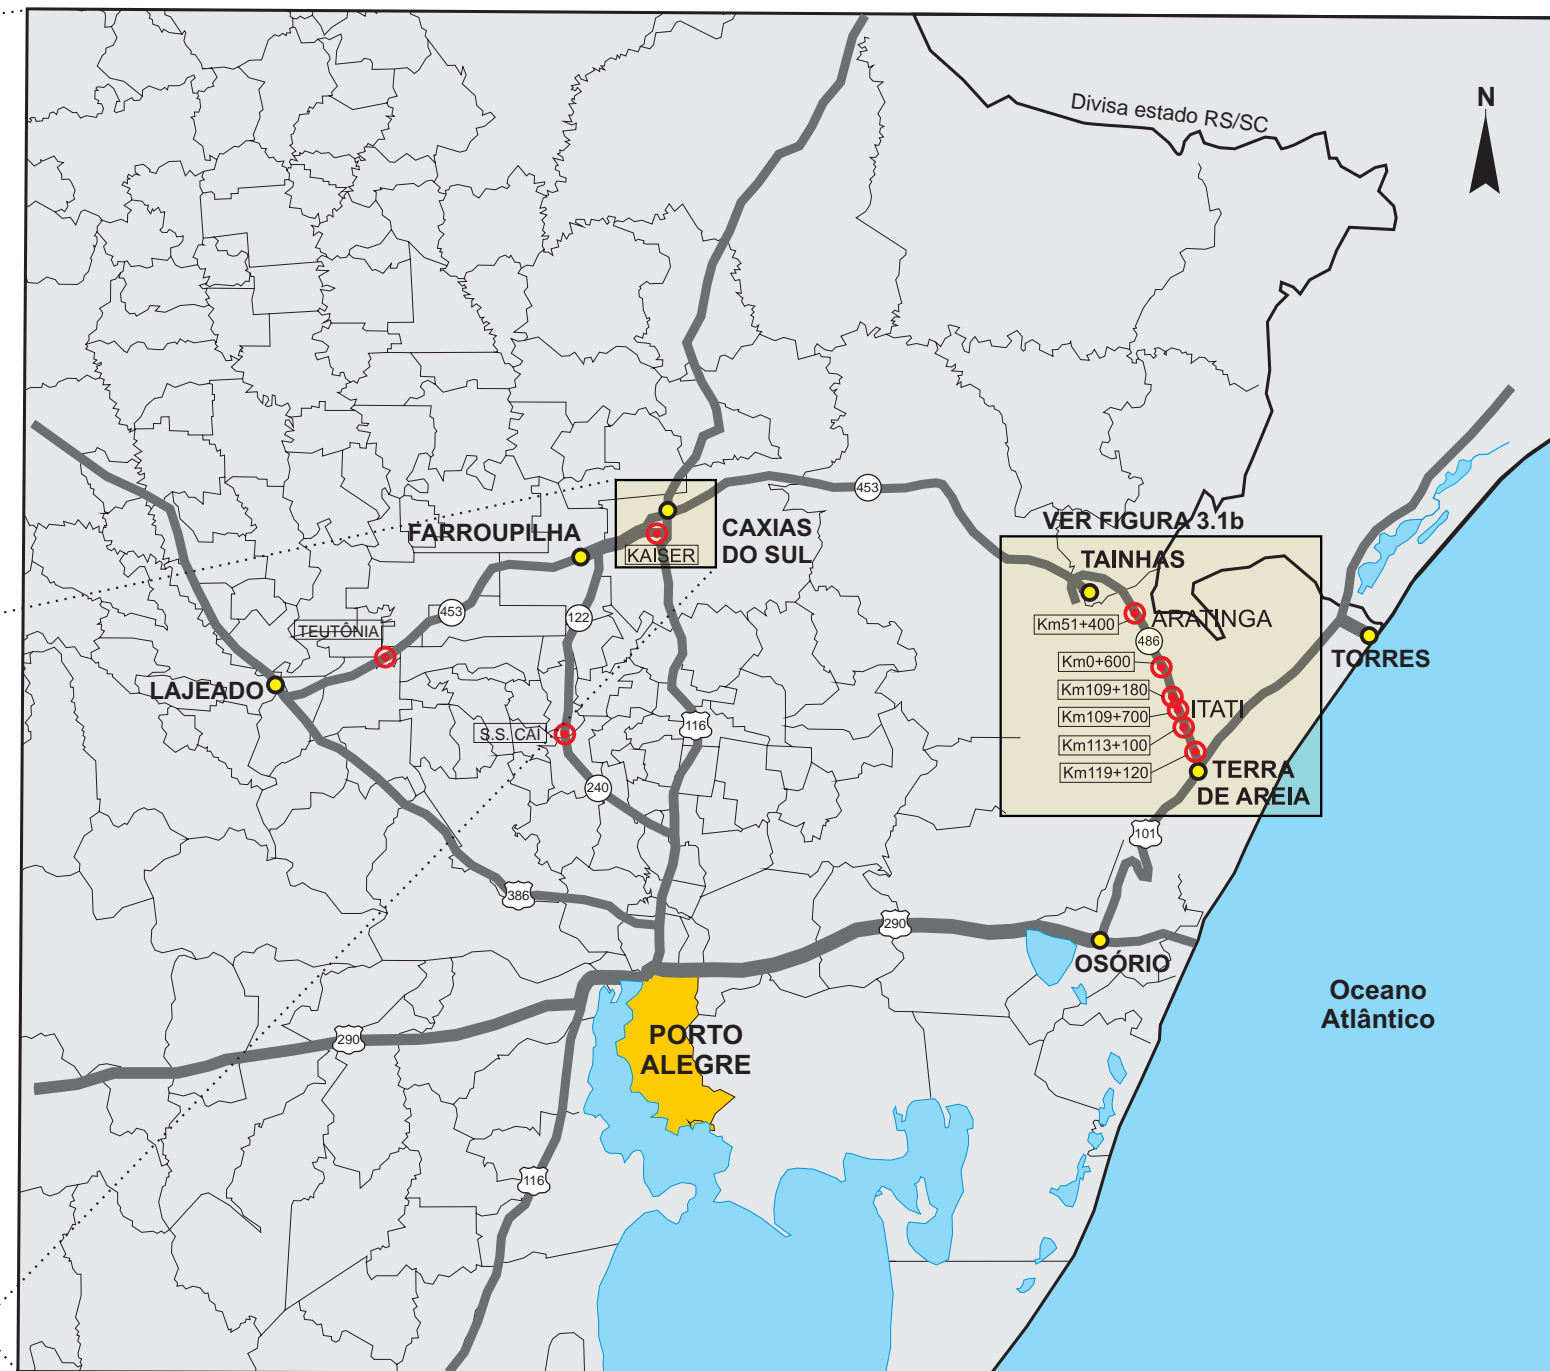 Divisa estado RS/SC
N
453
VER FIGURA 3.1b
FARROUPILHA
CAXIAS
DO SUL
KAISER
TAINHAS
453
122
Km51+400
ARATINGA
TEUTÔNIA
486
TORRES
Km0+600
LAJEADO
Km109+180
ITATI
Km109+700
116
S.S. CAÍ
Km113+100
Km119+120
TERRA
DE AREIA
240
101
386
290
OSÓRIO
Oceano
Atlântico
PORTO
ALEGRE
290
116